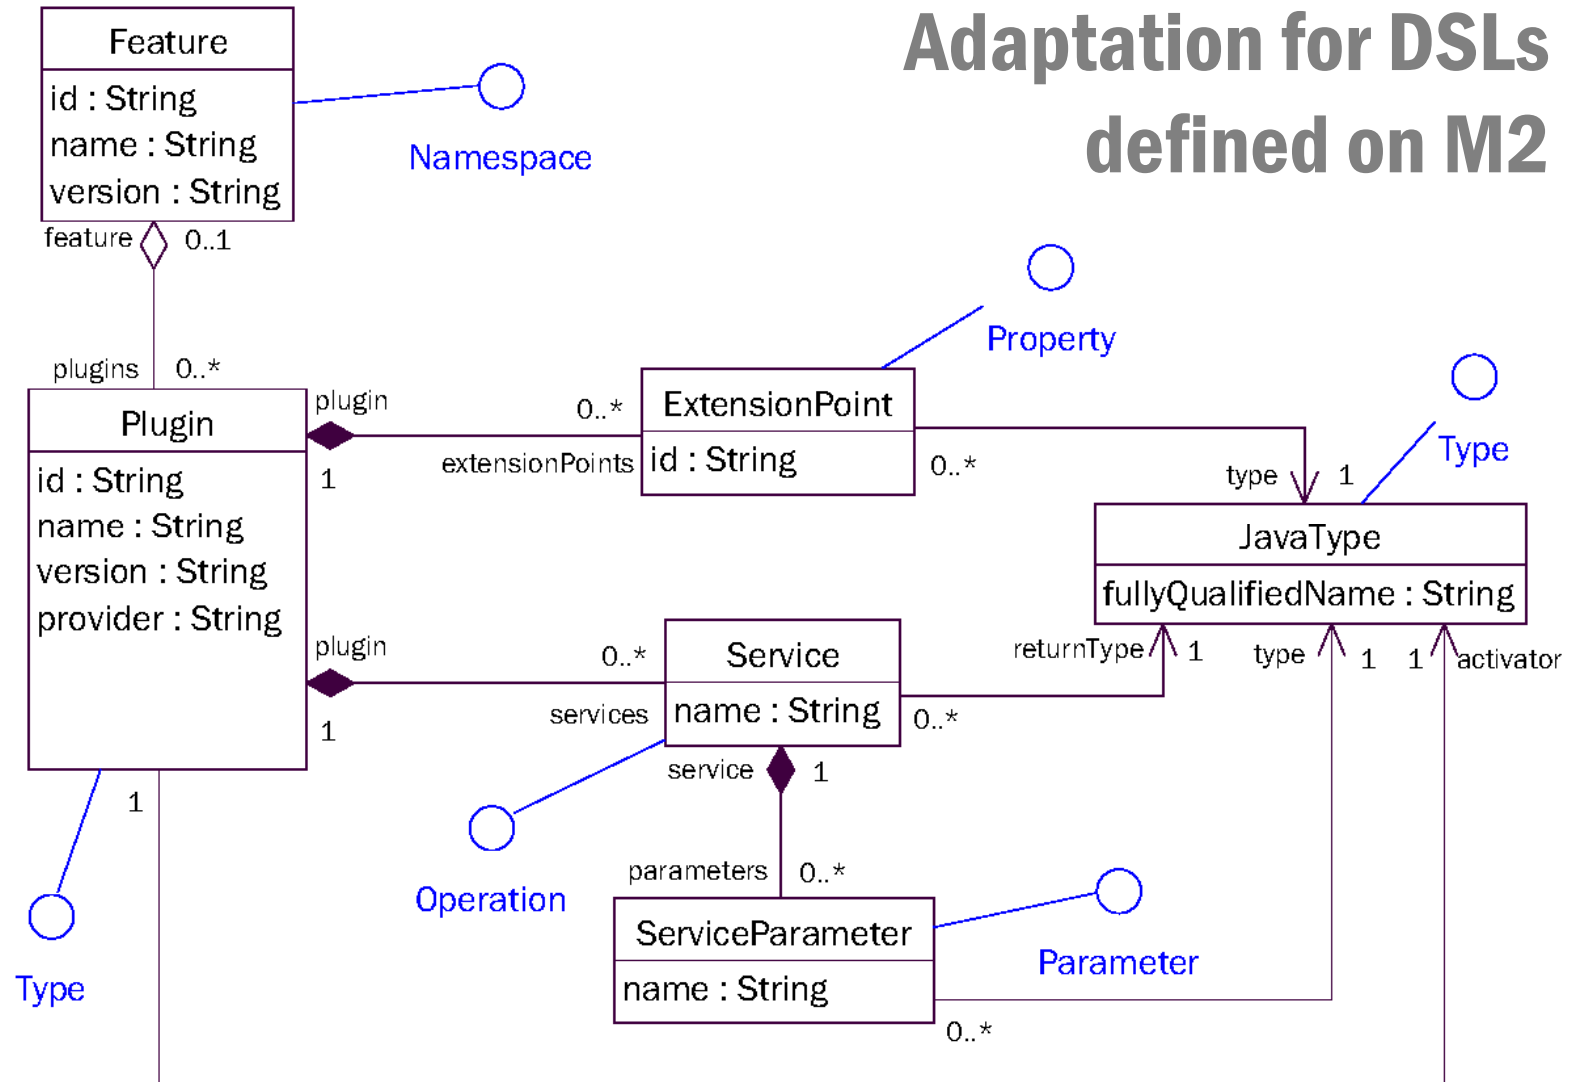 Adaptation for DSLs
defined on M2
Feature
id : String
name : String
version : String
Namespace
feature
0..1
plugins
0..*
Plugin
id : String
name : String
version : String
provider : String
plugin
1
0..*
extensionPoints
ExtensionPoint
id : String
Property
0..*
type
1
Type
JavaType
fullyQualifiedName : String
plugin
1
0..*
services
Service
name : String
0..*
returnType
1
type
1
1
activator
service
1
Operation
parameters
0..*
ServiceParameter
name : String
Parameter
0..*
1
Type